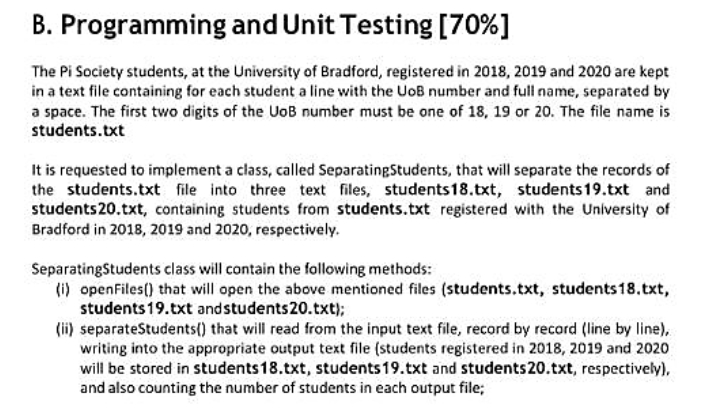 B. Programming and Unit Testing [70%]
The Pi Society students, at the University of Bradford, registered in 2018, 2019 and 2020 are kept
in a text file containing for each student a line with the UoB number and full name, separated by
a space. The first two digits of the UoB number must be one of 18, 19 or 20. The file name is
students.txt
It is requested to implement a class, called SeparatingStudents, that will separate the records of
the students.txt file into three text files, students18.txt, students19.txt and
students20.txt, containing students from students.txt registered with the University of
Bradford in 2018, 2019 and 2020, respectively.
SeparatingStudents class will contain the following methods:
(i) openFiles() that will open the above mentioned files (students.txt, students18.txt,
students19.txt andstudents20.txt);
(ii) separateStudents() that will read from the input text file, record by record (line by line),
writing into the appropriate output text file (students registered in 2018, 2019 and 2020
will be stored in students18.txt, students19.txt and students20.txt, respectively),
and also counting the number of students in each output file;